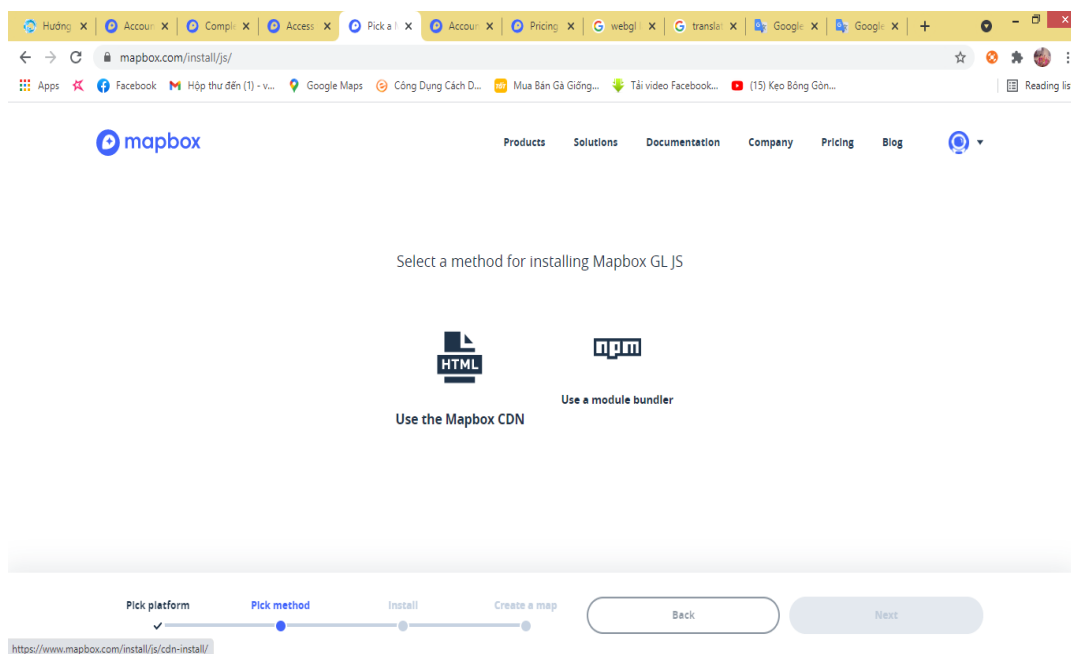 Hướng
Accoun
Comple
Access
Pick a
Accoun
Pricing
webgl
translat
Google
Google
mapbox.com/install/js/
Apps
Facebook
Hộp thư đến (1) - v...
Google Maps
Công Dụng Cách D...
Mua Bán Gà Giống...
Tải video Facebook...
(15) Kẹo Bông Gòn...
Reading lis
mapbox
Products
Solutions
Documentation
Company
Pricing
Blog
Select a method for installing Mapbox GL JS
HTML
npm
Use the Mapbox CDN
Use a module bundler
Pick platform
Pick method
Install
Create a map
Back
Next
https://www.mapbox.com/install/js/cdn-install/